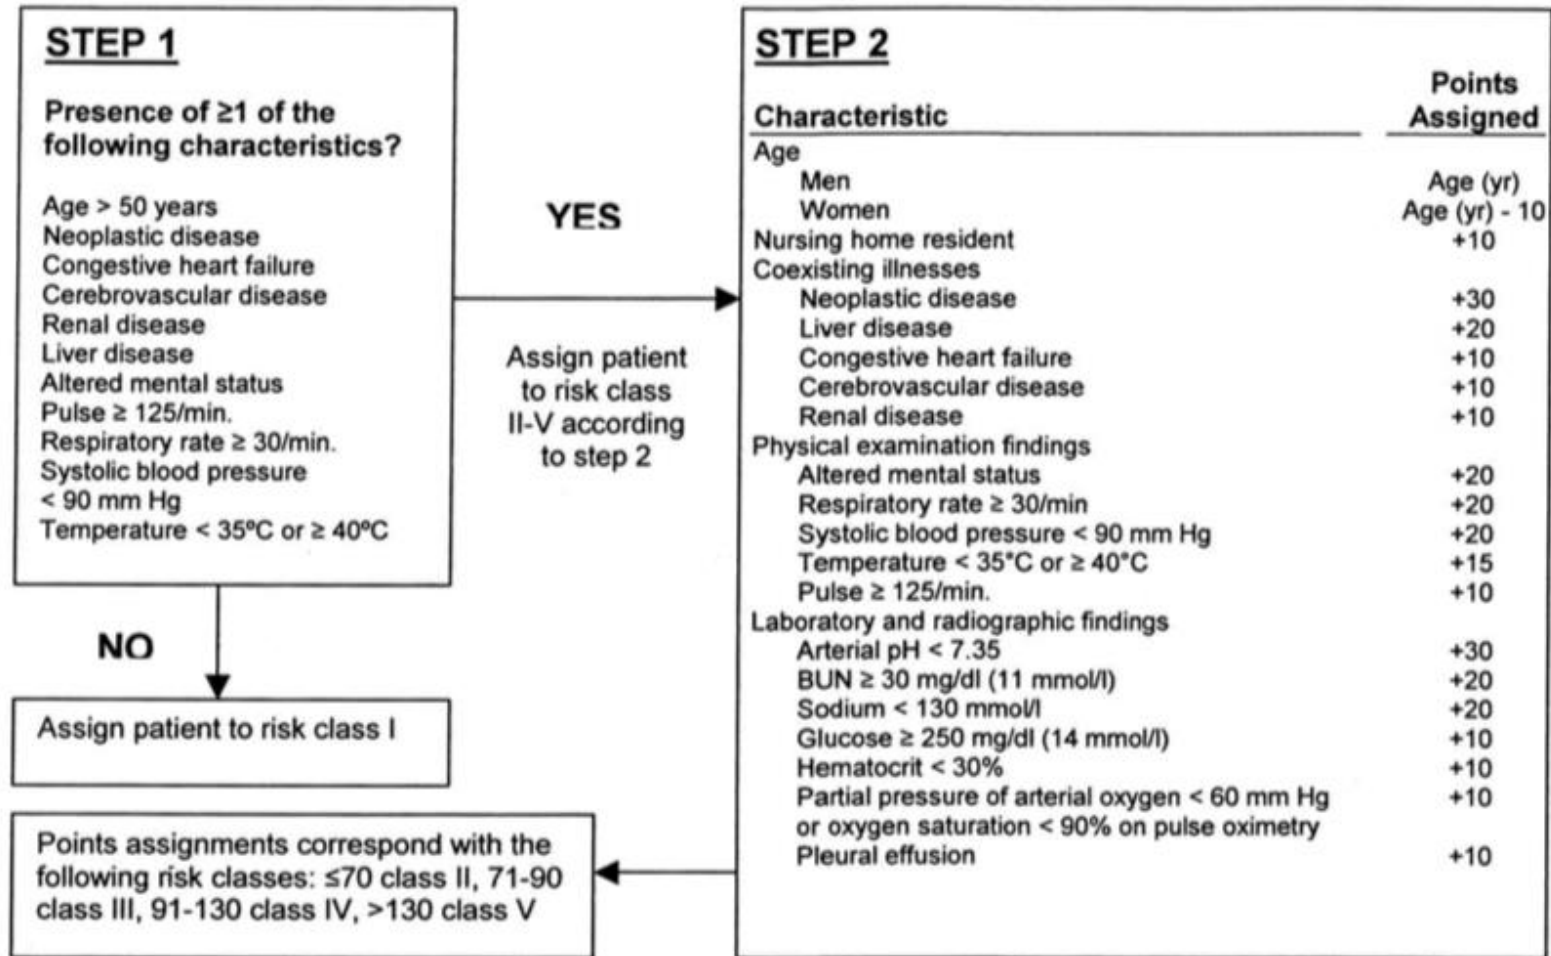 STEP 1
Presence of ≥1 of the
following characteristics?
Age > 50 years
Neoplastic disease
Congestive heart failure
Cerebrovascular disease
Renal disease
Liver disease
Altered mental status
Pulse ≥ 125/min.
Respiratory rate ≥ 30/min.
Systolic blood pressure
< 90 mm Hg
Temperature < 35ºC or ≥ 40ºC
NO
Assign patient to risk class I
YES
Assign patient
to risk class
II-V according
to step 2
STEP 2
Characteristic Points Assigned
Age
Men Age (yr)
Women Age (yr) - 10
Nursing home resident +10
Coexisting illnesses
Neoplastic disease +30
Liver disease +20
Congestive heart failure +10
Cerebrovascular disease +10
Renal disease +10
Physical examination findings
Altered mental status +20
Respiratory rate ≥ 30/min +20
Systolic blood pressure < 90 mm Hg +20
Temperature < 35°C or ≥ 40°C +15
Pulse ≥ 125/min. +10
Laboratory and radiographic findings
Arterial pH < 7.35 +30
BUN ≥ 30 mg/dl (11 mmol/l) +20
Sodium < 130 mmol/l +20
Glucose ≥ 250 mg/dl (14 mmol/l) +10
Hematocrit < 30% +10
Partial pressure of arterial oxygen < 60 mm Hg +10
or oxygen saturation < 90% on pulse oximetry
Pleural effusion +10
Points assignments correspond with the
following risk classes: ≤70 class II, 71-90
class III, 91-130 class IV, >130 class V